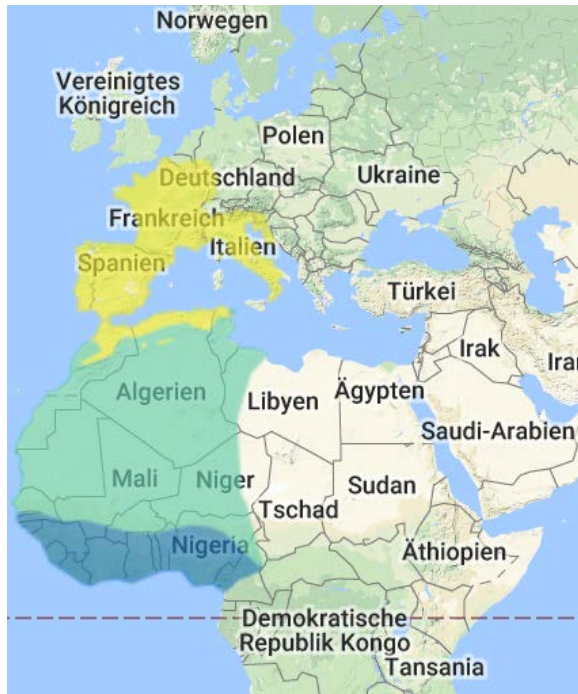 Norwegen
Vereinigtes
Königreich
Polen
Deutschland
Ukraine
Frankreich
Italien
Spanien
Türkei
Irak
Iran
Algerien
Libyen
Ägypten
Saudi-Arabien
Mali
Niger
Sudan
Tschad
Nigeria
Äthiopien
Demokratische
Republik Kongo
Tansania